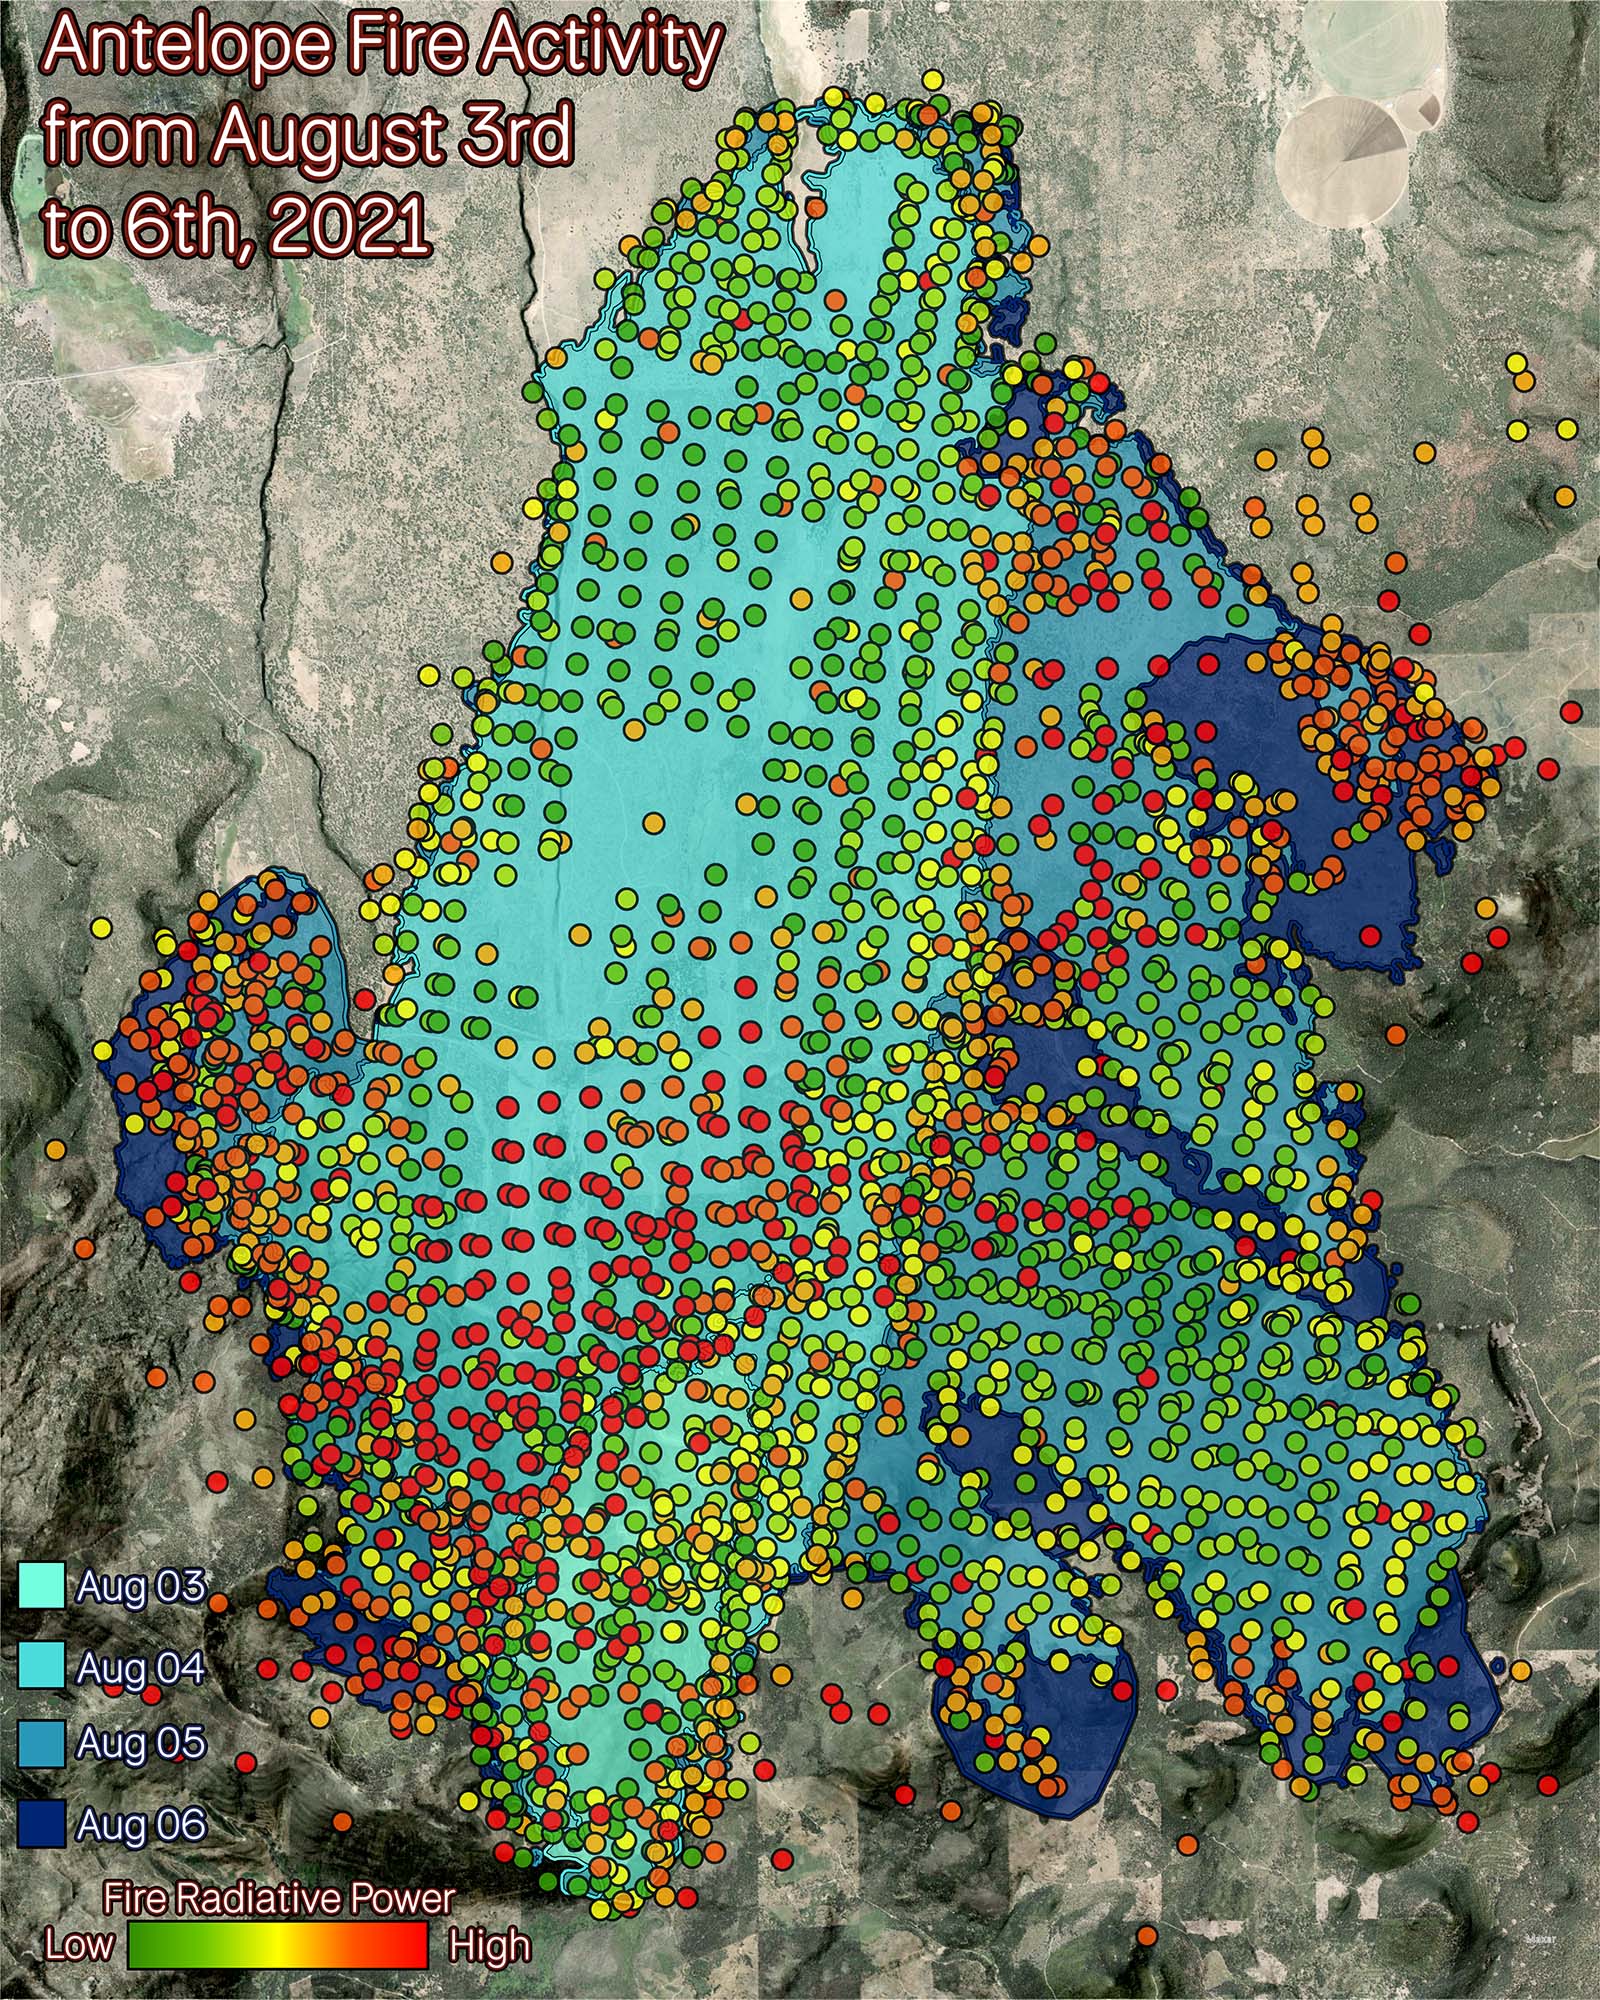 Antelope Fire Activity
from August 3rd
to 6th, 2021
Aug 03
Aug 04
Aug 05
Aug 06
Fire Radiative Power
Low High
Maxar